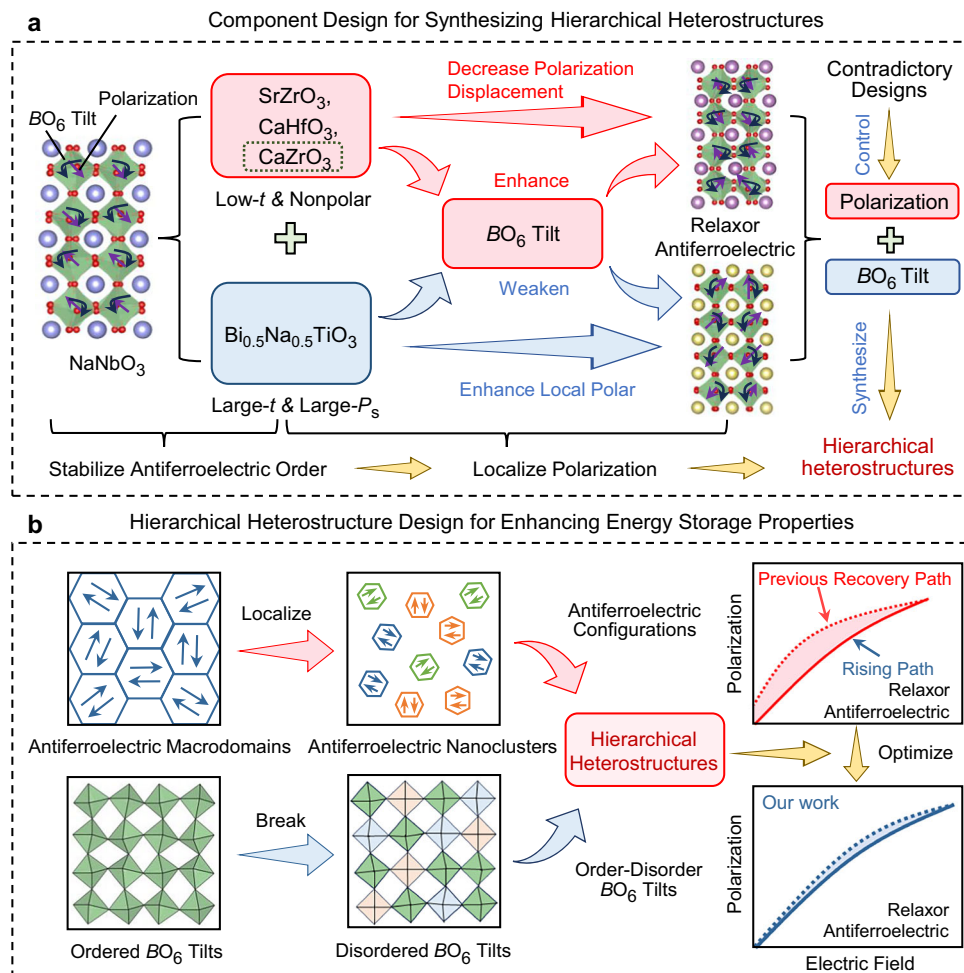 a
Component Design for Synthesizing Hierarchical Heterostructures
Polarization
BO₆ Tilt
NaNbO₃
SrZrO₃,
CaHfO₃,
CaZrO₃
Low-t & Nonpolar
Bi₀.₅Na₀.₅TiO₃
Large-t & Large-Pₛ
Decrease Polarization
Displacement
Enhance
BO₆ Tilt
Weaken
Enhance Local Polar
Relaxor
Antiferroelectric
Contradictory
Designs
Control
Polarization
BO₆ Tilt
Synthesize
Hierarchical
heterostructures
Stabilize Antiferroelectric Order
Localize Polarization
b
Hierarchical Heterostructure Design for Enhancing Energy Storage Properties
Localize
Antiferroelectric Macrodomains
Antiferroelectric Nanoclusters
Break
Ordered BO₆ Tilts
Disordered BO₆ Tilts
Antiferroelectric
Configurations
Hierarchical
Heterostructures
Order-Disorder
BO₆ Tilts
Polarization
Previous Recovery Path
Rising Path
Relaxor
Antiferroelectric
Optimize
Polarization
Our work
Relaxor
Antiferroelectric
Electric Field